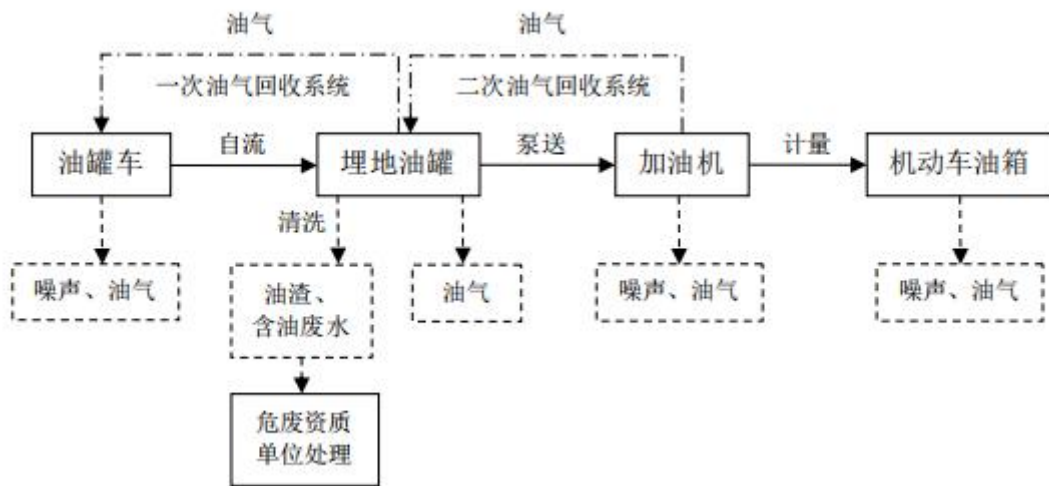 油气
油气
一次油气回收系统
二次油气回收系统
油罐车
自流
埋地油罐
泵送
加油机
计量
机动车油箱
清洗
噪声、油气
油渣、
含油废水
油气
噪声、油气
噪声、油气
危废资质
单位处理